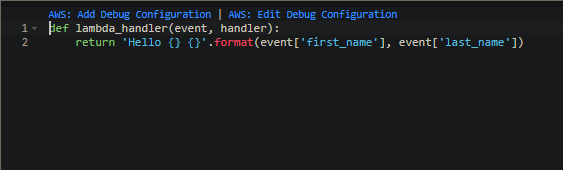 AWS: Add Debug Configuration | AWS: Edit Debug Configuration
1 def lambda_handler(event, handler):
2     return 'Hello {} {}'.format(event['first_name'], event['last_name'])